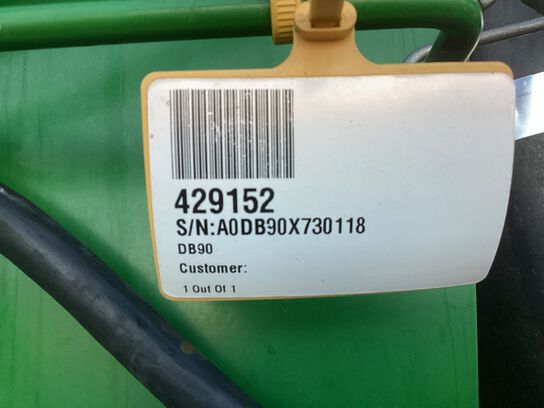 429152
S/N:A0DB90X730118
DB90
Customer:
1 Out Of 1